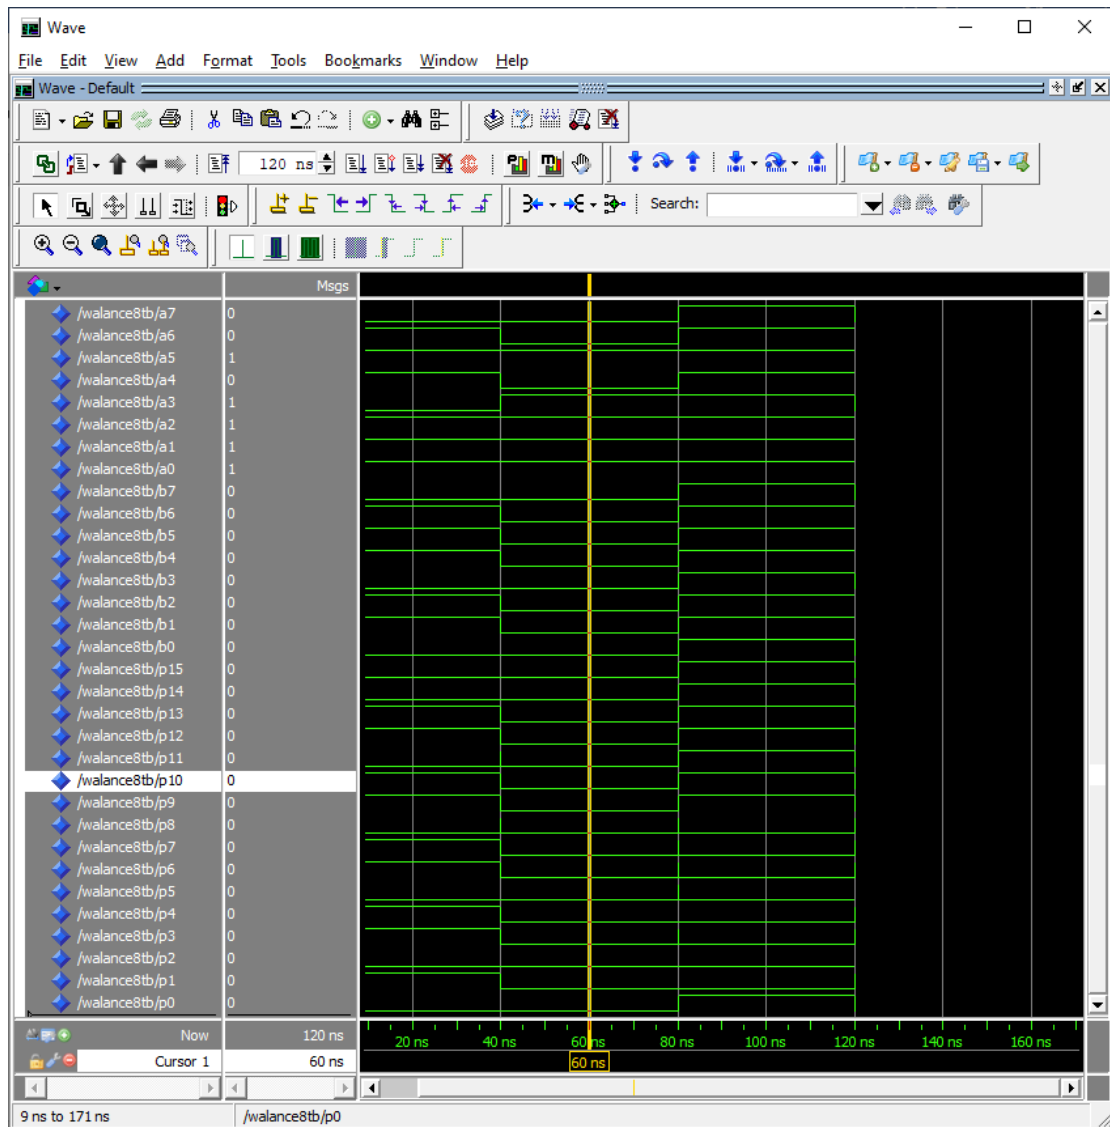 Wave
File Edit View Add Format Tools Bookmarks Window Help
Wave - Default
120 ns
Search:
Msgs
/walance8tb/a7 0
/walance8tb/a6 0
/walance8tb/a5 1
/walance8tb/a4 0
/walance8tb/a3 1
/walance8tb/a2 1
/walance8tb/a1 1
/walance8tb/a0 1
/walance8tb/b7 0
/walance8tb/b6 0
/walance8tb/b5 0
/walance8tb/b4 0
/walance8tb/b3 0
/walance8tb/b2 0
/walance8tb/b1 0
/walance8tb/b0 0
/walance8tb/p15 0
/walance8tb/p14 0
/walance8tb/p13 0
/walance8tb/p12 0
/walance8tb/p11 0
/walance8tb/p10 0
/walance8tb/p9 0
/walance8tb/p8 0
/walance8tb/p7 0
/walance8tb/p6 0
/walance8tb/p5 0
/walance8tb/p4 0
/walance8tb/p3 0
/walance8tb/p2 0
/walance8tb/p1 0
/walance8tb/p0 0
Now 120 ns 20 ns 40 ns 60 ns 80 ns 100 ns 120 ns 140 ns 160 ns
Cursor 1 60 ns 60 ns
9 ns to 171 ns /walance8tb/p0